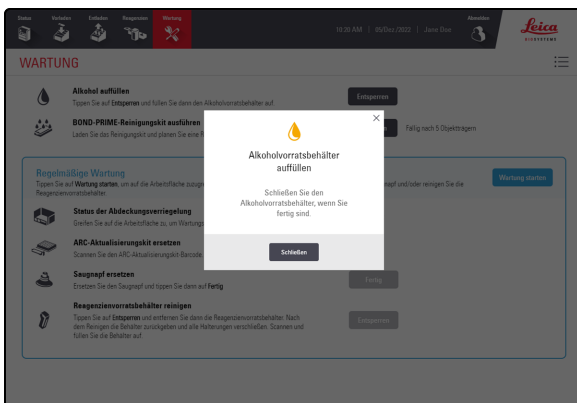 Status
Vorladen
Entladen
Reagenzien
Wartung
10:36 AM | 05/Dec./2022 | Jane Doe
Abmelden
Leica
BIOSYSTEMS
WARTUNG
Alkohol auffüllen
Tippen Sie auf Entsperren und füllen Sie dann den Alkoholvorratsbehälter auf.
Entsperren
BOND-PRIME-Reinigungskit ausführen
Laden Sie das Reinigungskit und planen Sie eine R
n
Fällig nach 5 Objektträgern
Alkoholvorratsbehälter
auffüllen
Schließen Sie den
Alkoholvorratsbehälter, wenn Sie
fertig sind.
Schließen
Regelmäßige Wartung
Tippen Sie auf Wartung starten, um auf die Arbeitsfläche zuzugr
napf und/oder reinigen Sie die
Reagenzienvorratsbehälter.
Wartung starten
Status der Abdeckungsverriegelung
Greifen Sie auf die Arbeitsfläche zu, um Wartungs
ARC-Aktualisierungskit ersetzen
Scannen Sie den ARC-Aktualisierungskit-Barcode.
Saugnapf ersetzen
Ersetzen Sie den Saugnapf und tippen Sie dann auf Fertig
Fertig
Reagenzienvorratsbehälter reinigen
Tippen Sie auf Entsperren und entfernen Sie dann die Reagenzienvorratsbehälter. Nach
dem Reinigen die Behälter zurückgeben und alle Halterungen verschließen. Scannen und
füllen Sie die Behälter auf.
Entsperren